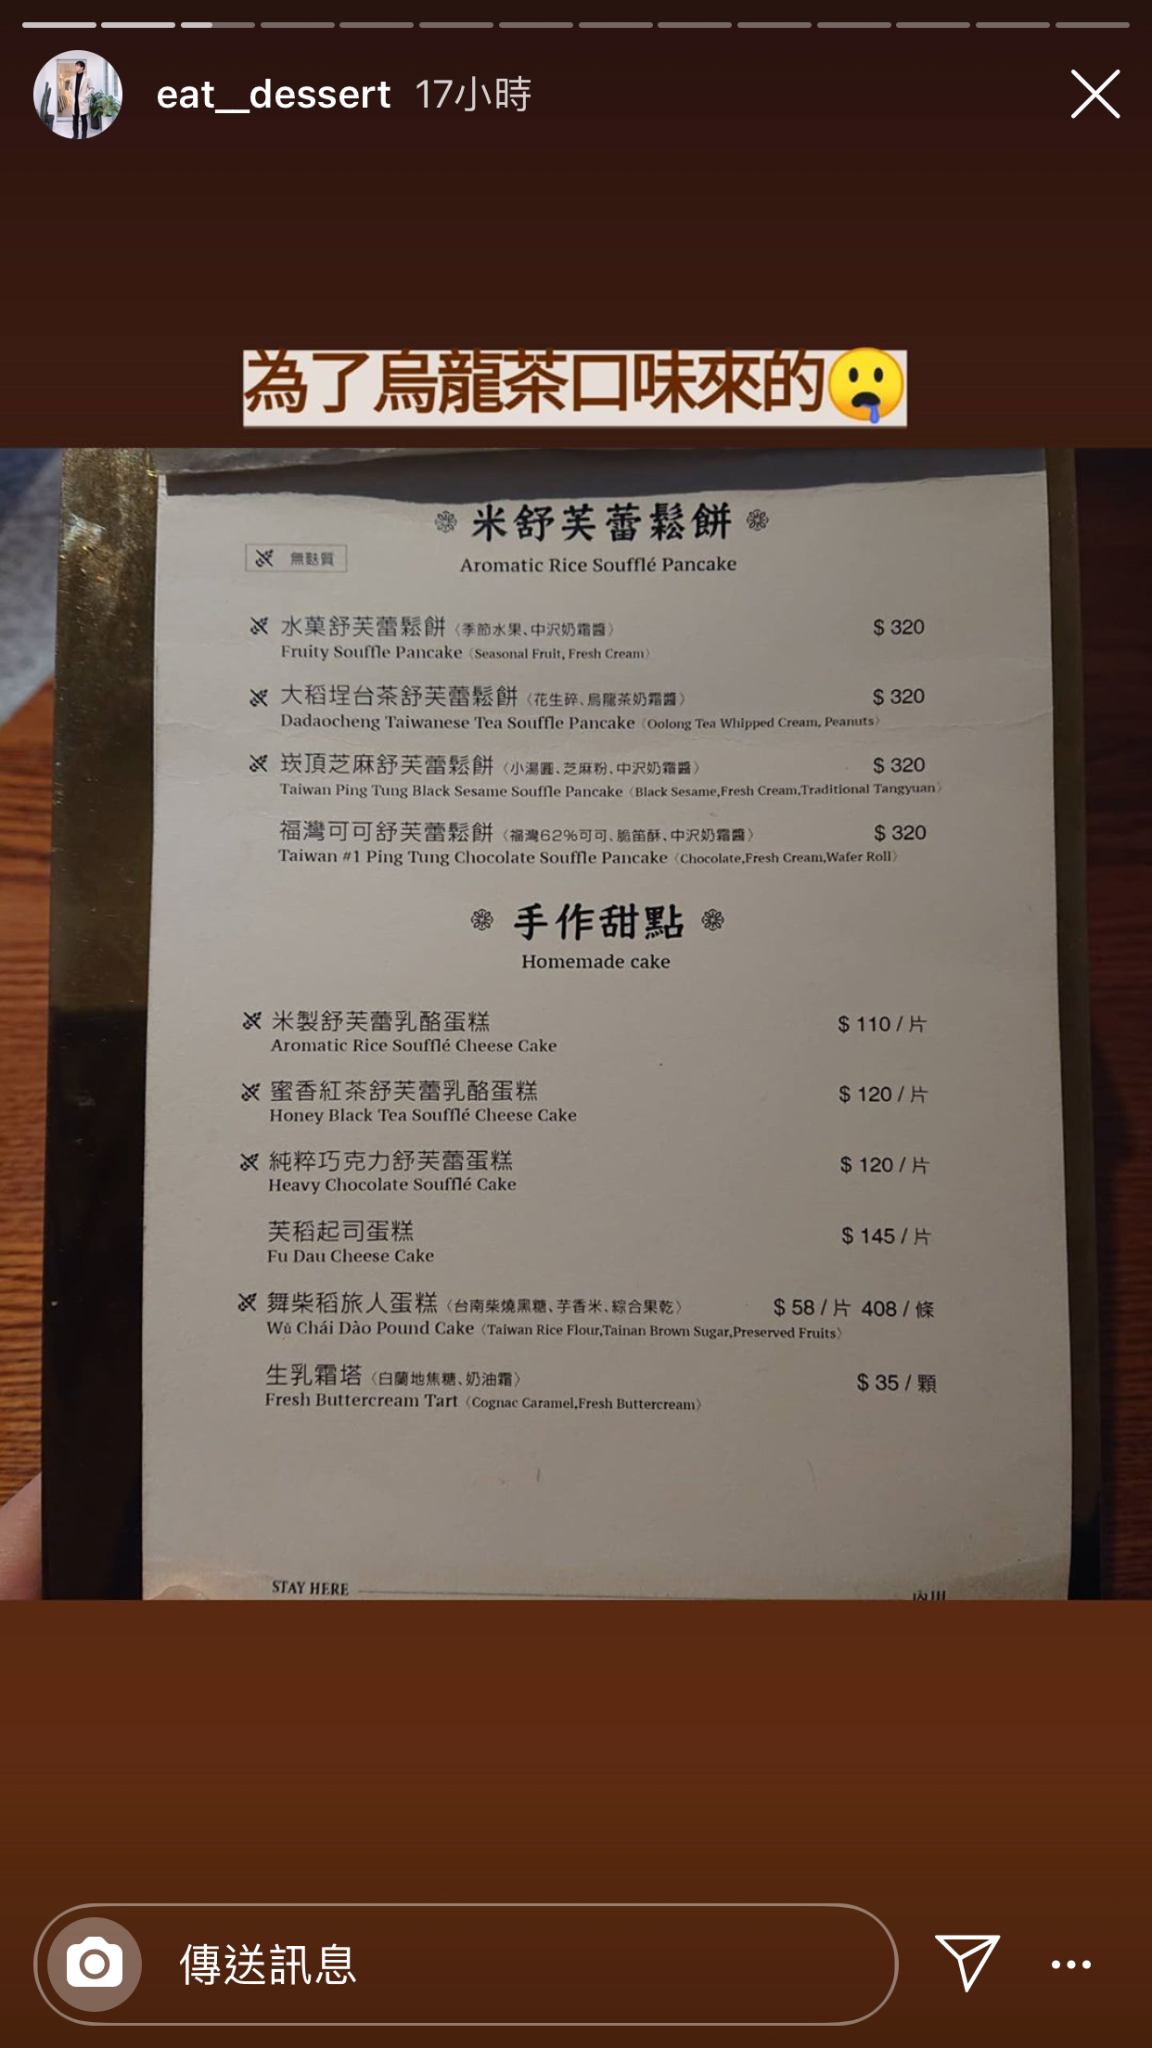 eat__dessert 17小時
為了烏龍茶口味來的
米舒芙蕾鬆餅
無麩質
Aromatic Rice Soufflé Pancake
水菓舒芙蕾鬆餅〈季節水果、中沢奶霜醬〉 $ 320
Fruity Souffle Pancake〈Seasonal Fruit, Fresh Cream〉
大稻埕台茶舒芙蕾鬆餅〈花生碎、烏龍茶奶霜醬〉 $ 320
Dadaocheng Taiwanese Tea Souffle Pancake〈Oolong Tea Whipped Cream, Peanuts〉
崁頂芝麻舒芙蕾鬆餅〈小湯圓、芝麻粉、中沢奶霜醬〉 $ 320
Taiwan Ping Tung Black Sesame Souffle Pancake〈Black Sesame,Fresh Cream,Traditional Tangyuan〉
福灣可可舒芙蕾鬆餅〈福灣62%可可、脆笛酥、中沢奶霜醬〉 $ 320
Taiwan #1 Ping Tung Chocolate Souffle Pancake〈Chocolate,Fresh Cream,Wafer Roll〉
手作甜點
Homemade cake
米製舒芙蕾乳酪蛋糕 $ 110 / 片
Aromatic Rice Soufflé Cheese Cake
蜜香紅茶舒芙蕾乳酪蛋糕 $ 120 / 片
Honey Black Tea Soufflé Cheese Cake
純粹巧克力舒芙蕾蛋糕 $ 120 / 片
Heavy Chocolate Soufflé Cake
芙稻起司蛋糕 $ 145 / 片
Fu Dau Cheese Cake
舞柴稻旅人蛋糕〈台南柴燒黑糖、芋香米、綜合果乾〉 $ 58 / 片 408 / 條
Wǔ Chái Dào Pound Cake〈Taiwan Rice Flour,Tainan Brown Sugar,Preserved Fruits〉
生乳霜塔〈白蘭地焦糖、奶油霜〉 $ 35 / 顆
Fresh Buttercream Tart〈Cognac Caramel,Fresh Buttercream〉
STAY HERE
傳送訊息